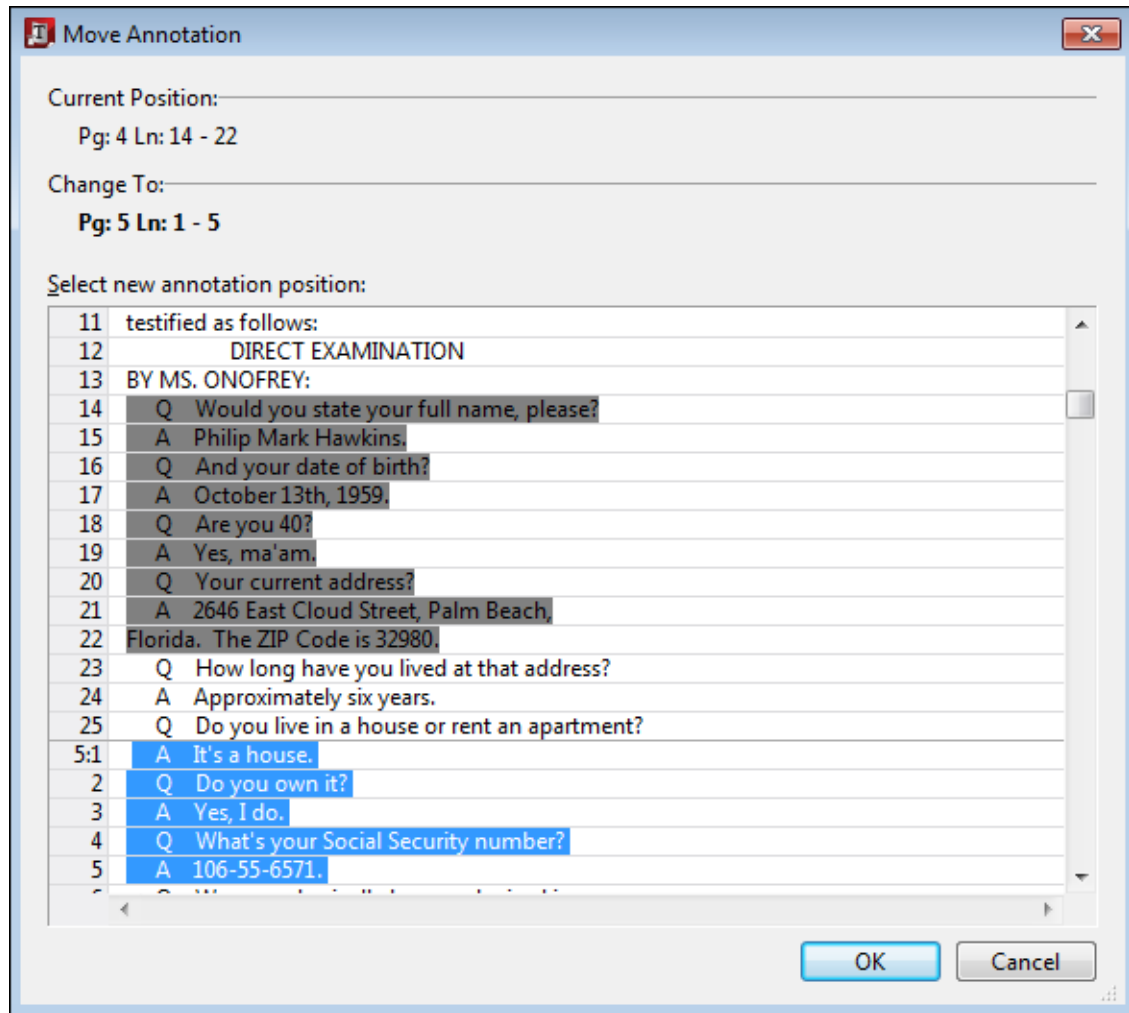 Move Annotation
Current Position:
Pg: 4 Ln: 14 - 22
Change To:
Pg: 5 Ln: 1 - 5
Select new annotation position:
11 testified as follows:
12 DIRECT EXAMINATION
13 BY MS. ONOFREY:
14 Q Would you state your full name, please?
15 A Philip Mark Hawkins.
16 Q And your date of birth?
17 A October 13th, 1959.
18 Q Are you 40?
19 A Yes, ma'am.
20 Q Your current address?
21 A 2646 East Cloud Street, Palm Beach,
22 Florida. The ZIP Code is 32980.
23 Q How long have you lived at that address?
24 A Approximately six years.
25 Q Do you live in a house or rent an apartment?
5:1 A It's a house.
2 Q Do you own it?
3 A Yes, I do.
4 Q What's your Social Security number?
5 A 106-55-6571.
OK Cancel